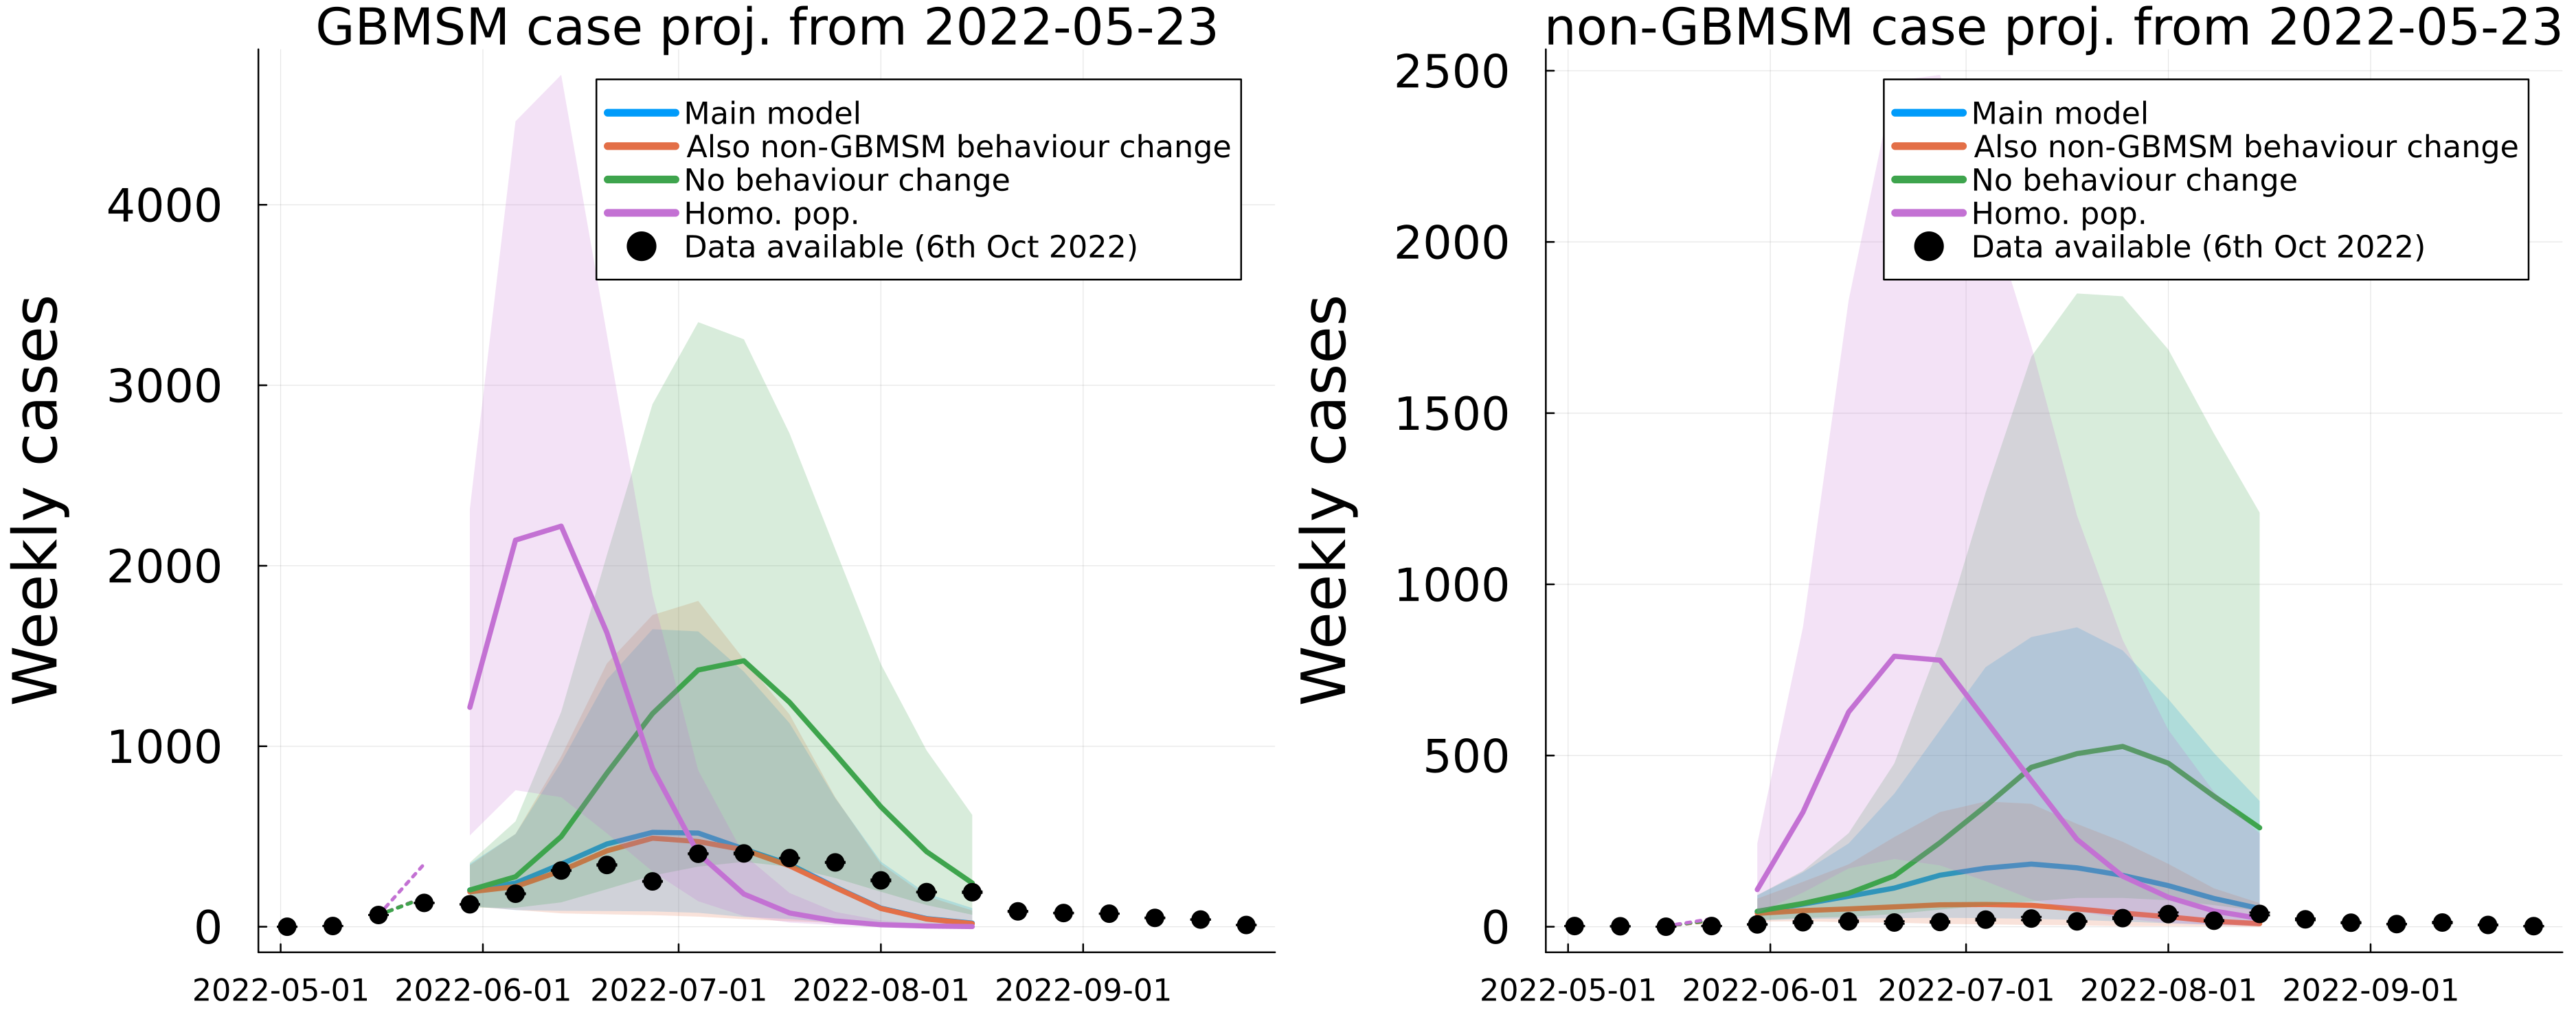 GBMSM case proj. from 2022-05-23
Weekly cases
4000
3000
2000
1000
0
Main model
Also non-GBMSM behaviour change
No behaviour change
Homo. pop.
Data available (6th Oct 2022)
2022-05-01 2022-06-01 2022-07-01 2022-08-01 2022-09-01
non-GBMSM case proj. from 2022-05-23
Weekly cases
2500
2000
1500
1000
500
0
Main model
Also non-GBMSM behaviour change
No behaviour change
Homo. pop.
Data available (6th Oct 2022)
2022-05-01 2022-06-01 2022-07-01 2022-08-01 2022-09-01